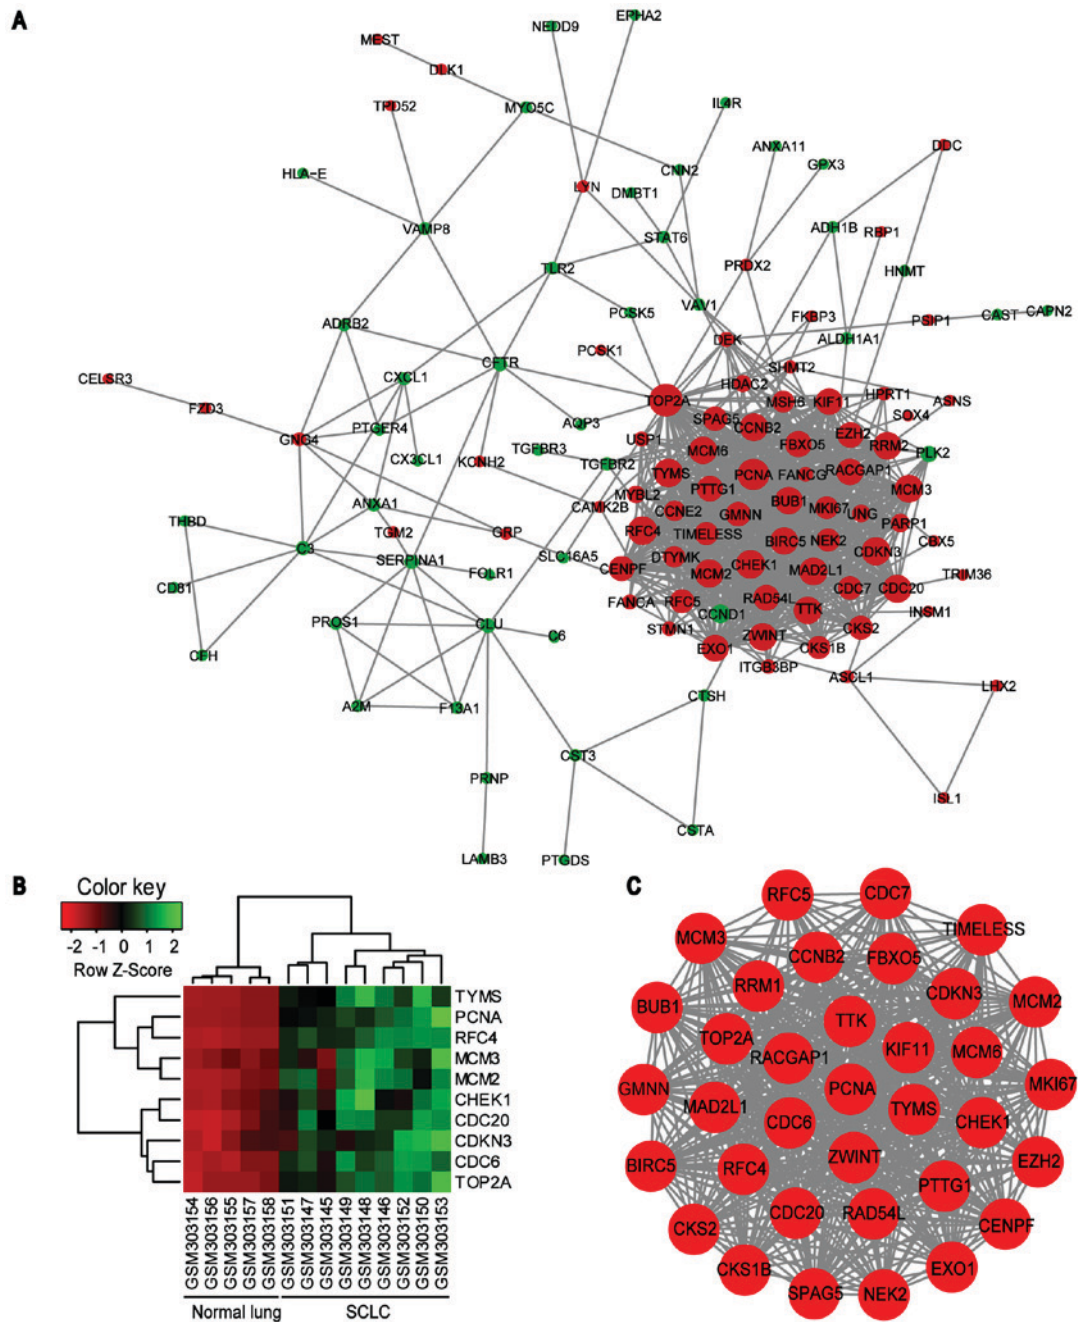 A
NEDD9
EPHA2
MEST
DLK1
TPD52
MYO5C
IL4R
ANXA11
GPX3
DDC
HLA-E
CNN2
LYN
DMBT1
VAMP8
STAT6
ADH1B
RBP1
TLR2
PRDX2
HNMT
VAV1
PCSK5
FKBP3
PSIP1
CAST
CAPN2
ADRB2
DEK
ALDH1A1
PCSK1
CFTR
SHMT2
CELSR3
CXCL1
HDAC2
TOP2A
MSH6
KIF11
HPRT1
ASNS
FZD3
SPAG5
SOX4
AQP3
CCNB2
GNG4
PTGER4
USP1
FBXO5
EZH2
RRM2
TGFBR3
MCM6
PLK2
CX3CL1
KCNH2
TGFBR2
TYMS
PCNA
FANCG
RACGAP1
MYBL2
PTTG1
MCM3
ANXA1
CAMK2B
CCNE2
GMNN
BUB1
MKI67
UNG
PARP1
THBD
TGM2
GRP
RFC4
TIMELESS
BIRC5
NEK2
CBX5
C3
SLC16A5
DTYMK
CDKN3
SERPINA1
FOLR1
CENPF
MCM2
CHEK1
MAD2L1
TRIM36
CD81
FANCA
RFC5
RAD54L
CDC7
CDC20
CCND1
TTK
INSM1
PROS1
CLU
C6
STMN1
ZWINT
CKS2
CFH
EXO1
CKS1B
ITGB3BP
ASCL1
LHX2
A2M
F13A1
CTSH
CST3
PRNP
ISL1
CSTA
LAMB3
PTGDS
B
Color key
-2 -1 0 1 2
Row Z-Score
TYMS
PCNA
RFC4
MCM3
MCM2
CHEK1
CDC20
CDKN3
CDC6
TOP2A
GSM303154
GSM303156
GSM303155
GSM303157
GSM303158
GSM303151
GSM303147
GSM303145
GSM303149
GSM303148
GSM303146
GSM303152
GSM303150
GSM303153
Normal lung
SCLC
C
RFC5
CDC7
MCM3
TIMELESS
CCNB2
FBXO5
RRM1
CDKN3
BUB1
MCM2
TTK
TOP2A
KIF11
MCM6
RACGAP1
GMNN
PCNA
MKI67
MAD2L1
TYMS
CHEK1
CDC6
BIRC5
RFC4
ZWINT
EZH2
PTTG1
CDC20
RAD54L
CKS2
CENPF
CKS1B
EXO1
SPAG5
NEK2